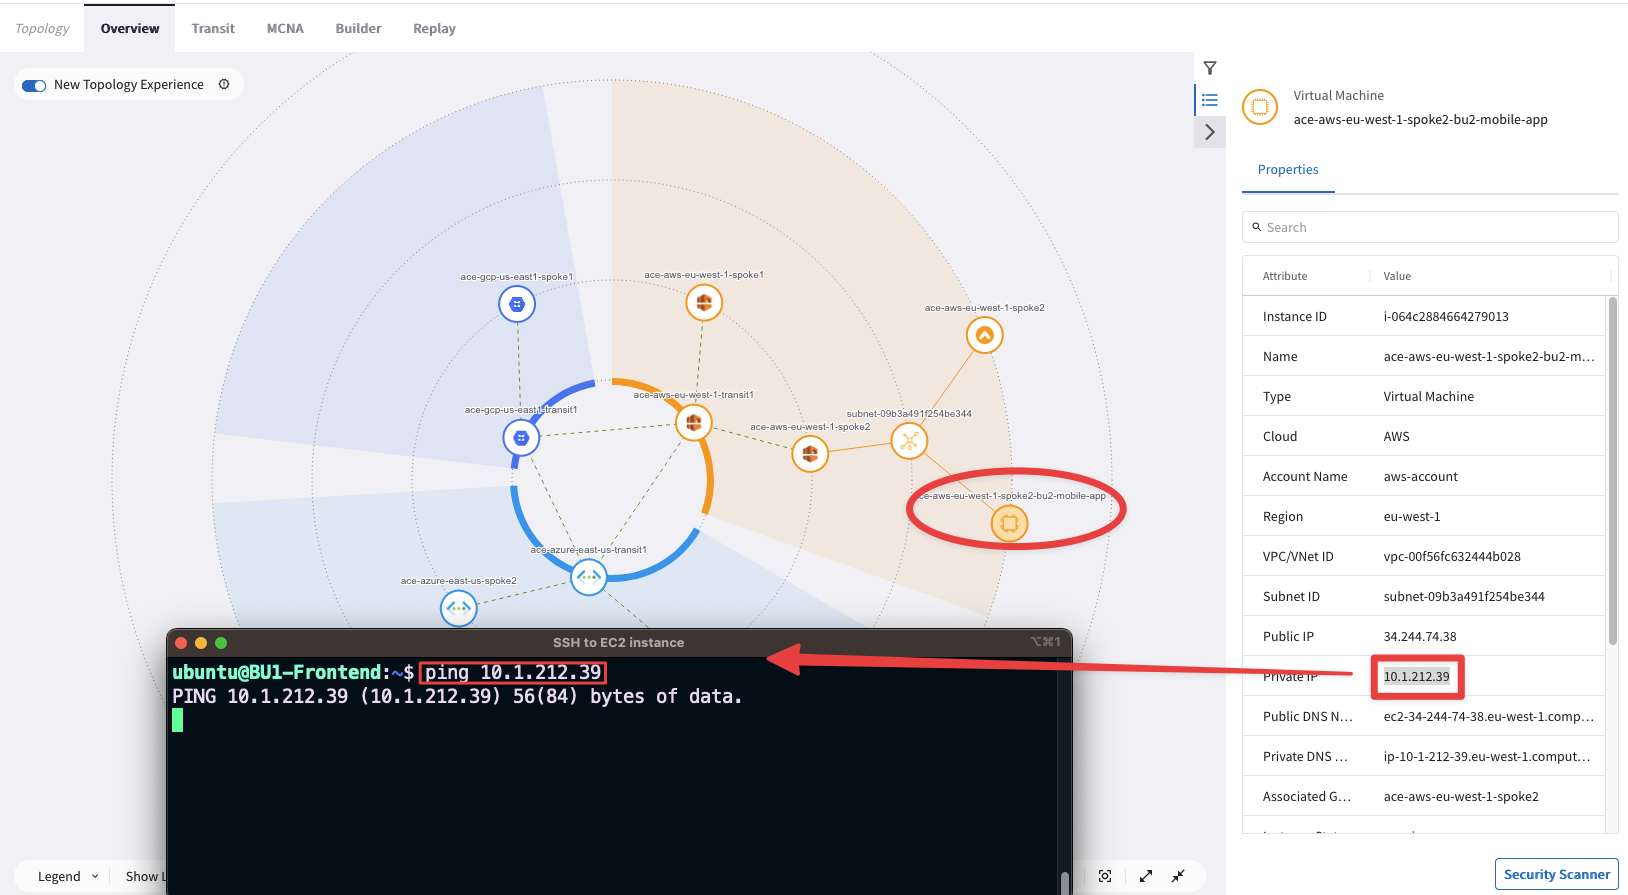 Topology Overview Transit MCNA Builder Replay
New Topology Experience
ace-gcp-us-east1-spoke1
ace-aws-eu-west-1-spoke1
ace-aws-eu-west-1-spoke2
ace-aws-eu-west-1-transit1
ace-gcp-us-east1-transit1
subnet-09b3a491f254be344
ace-aws-eu-west-1-spoke2
ce-aws-eu-west-1-spoke2-bu2-mobile-app
ace-azure-east-us-transit1
ace-azure-east-us-spoke2
SSH to EC2 instance
⌥⌘1
ubuntu@BU1-Frontend:~$ ping 10.1.212.39
PING 10.1.212.39 (10.1.212.39) 56(84) bytes of data.
Legend
Show
Virtual Machine
ace-aws-eu-west-1-spoke2-bu2-mobile-app
Properties
Search
Attribute Value
Instance ID i-064c2884664279013
Name ace-aws-eu-west-1-spoke2-bu2-m...
Type Virtual Machine
Cloud AWS
Account Name aws-account
Region eu-west-1
VPC/VNet ID vpc-00f56fc632444b028
Subnet ID subnet-09b3a491f254be344
Public IP 34.244.74.38
Private IP 10.1.212.39
Public DNS N... ec2-34-244-74-38.eu-west-1.comp...
Private DNS ... ip-10-1-212-39.eu-west-1.comput...
Associated G... ace-aws-eu-west-1-spoke2
Security Scanner